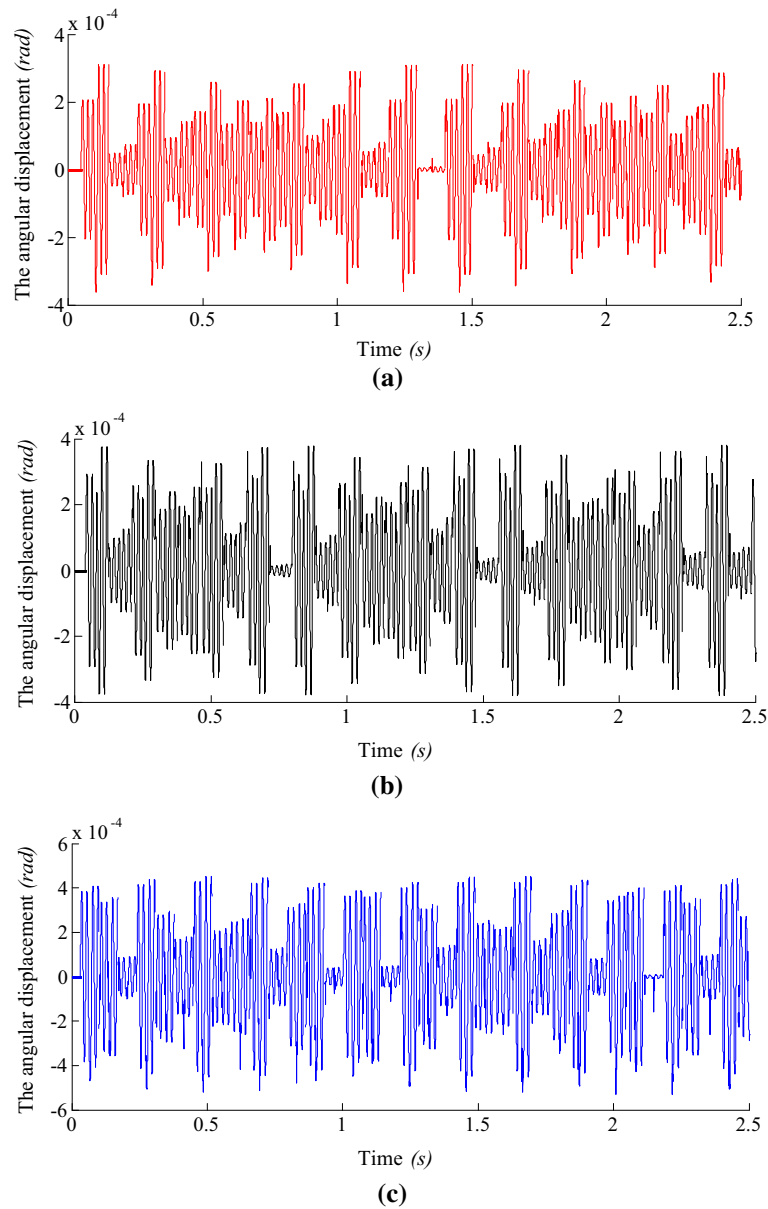 x 10⁻⁴
4
2
0
-2
-4
The angular displacement (rad)
0 0.5 1 1.5 2 2.5
Time (s)
(a)
x 10⁻⁴
4
2
0
-2
-4
The angular displacement (rad)
0 0.5 1 1.5 2 2.5
Time (s)
(b)
x 10⁻⁴
6
4
2
0
-2
-4
-6
The angular displacement (rad)
0 0.5 1 1.5 2 2.5
Time (s)
(c)